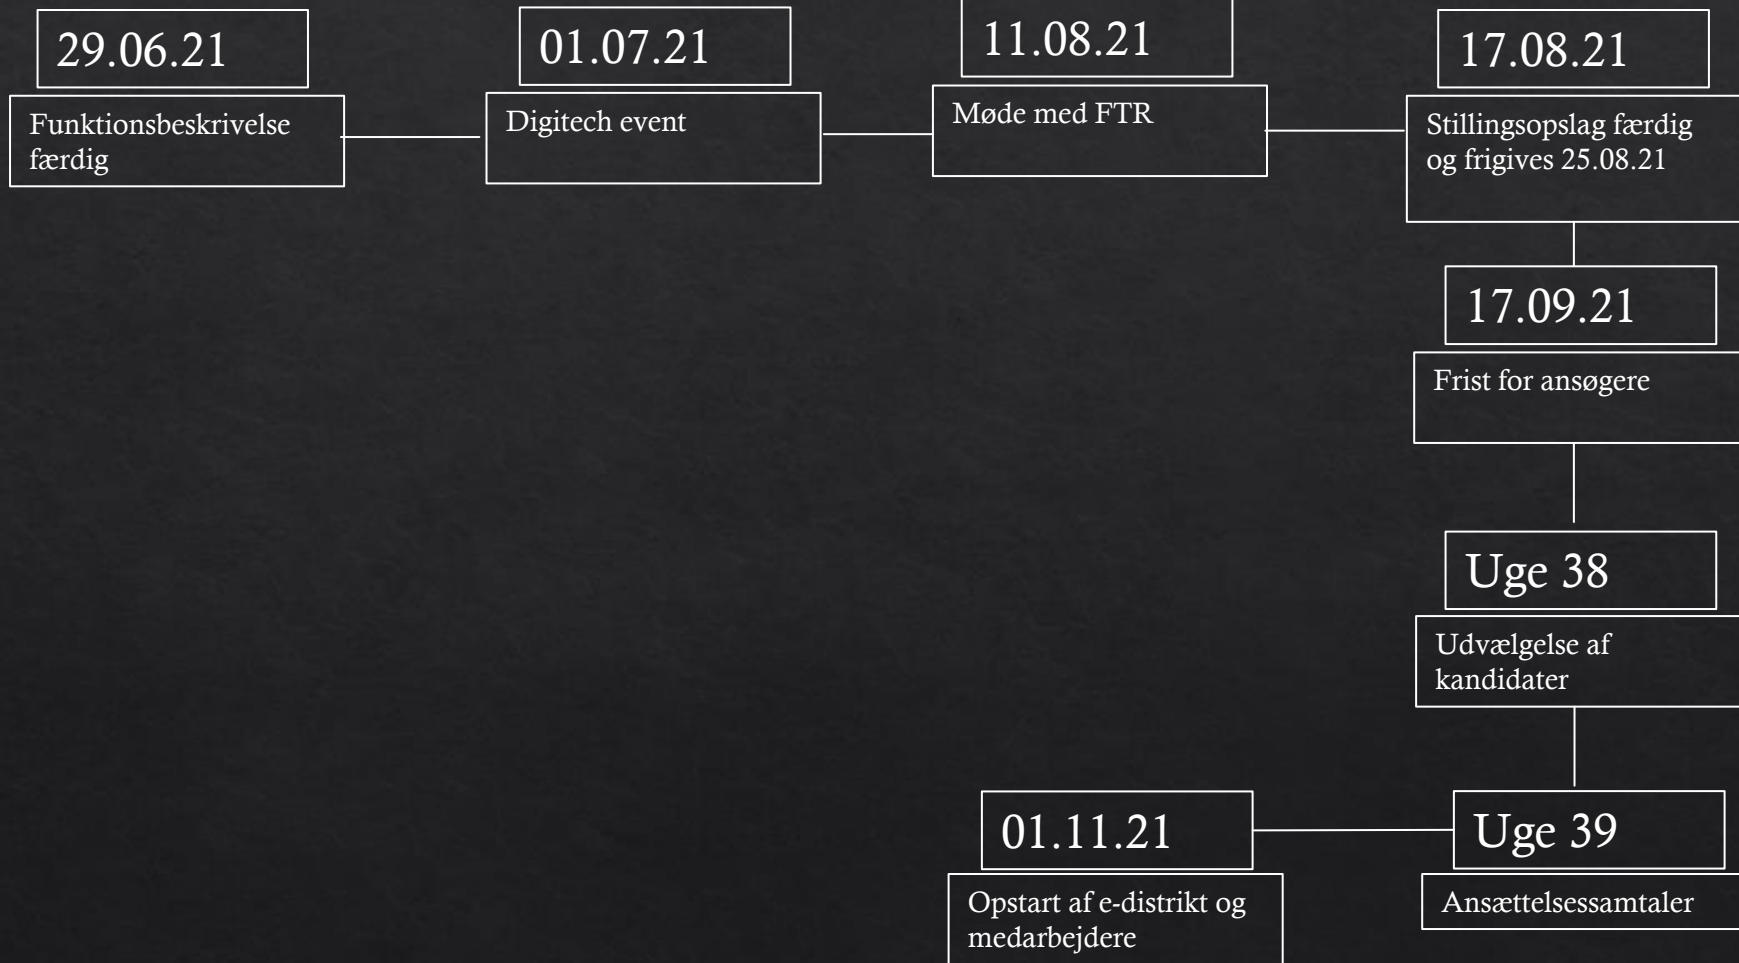 29.06.21
Funktionsbeskrivelse
færdig
01.07.21
Digitech event
11.08.21
Møde med FTR
17.08.21
Stillingsopslag færdig
og frigives 25.08.21
17.09.21
Frist for ansøgere
Uge 38
Udvælgelse af
kandidater
Uge 39
Ansættelsessamtaler
01.11.21
Opstart af e-distrikt og
medarbejdere